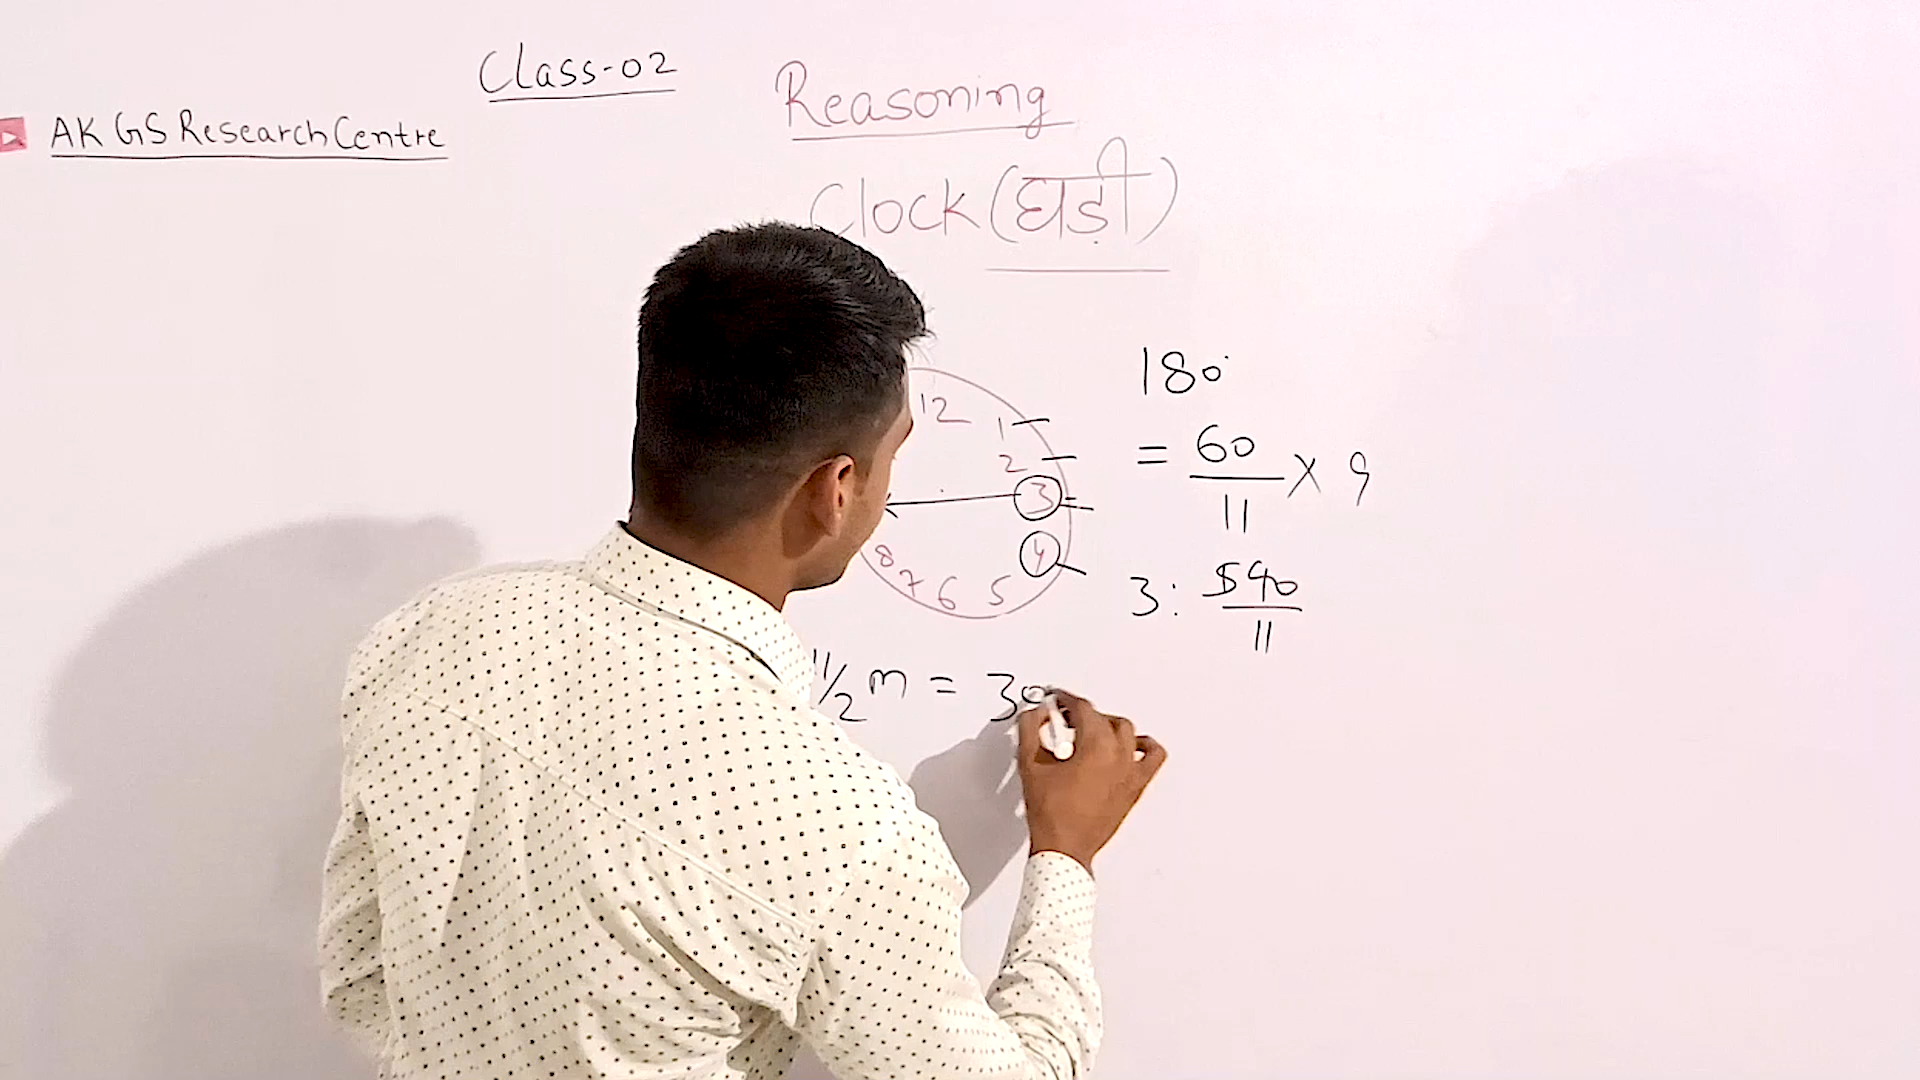 Class-02
Reasoning
AK GS Research Centre
Clock (घड़ी)
180°
12
1
= 60/11 × 9
2
3
4
8
7
6
5
3: 540/11
11/2 m = 30